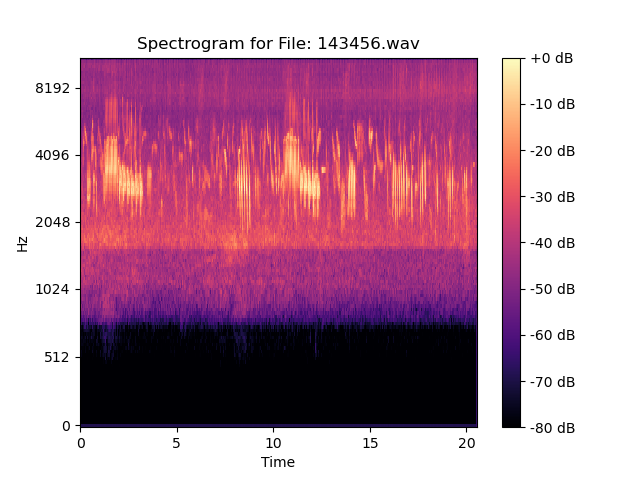 Spectrogram for File: 143456.wav
8192
4096
2048
1024
512
0
Hz
0
5
10
15
20
Time
+0 dB
-10 dB
-20 dB
-30 dB
-40 dB
-50 dB
-60 dB
-70 dB
-80 dB